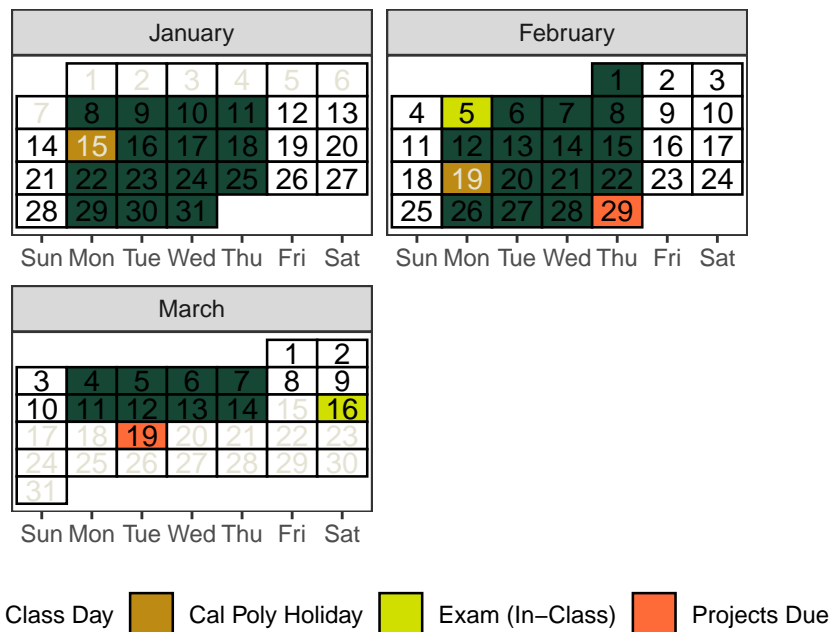 January
1 2 3 4 5 6
7 8 9 10 11 12 13
14 15 16 17 18 19 20
21 22 23 24 25 26 27
28 29 30 31
Sun Mon Tue Wed Thu Fri Sat
February
1 2 3
4 5 6 7 8 9 10
11 12 13 14 15 16 17
18 19 20 21 22 23 24
25 26 27 28 29
Sun Mon Tue Wed Thu Fri Sat
March
1 2
3 4 5 6 7 8 9
10 11 12 13 14 15 16
17 18 19 20 21 22 23
24 25 26 27 28 29 30
31
Sun Mon Tue Wed Thu Fri Sat
Class Day Cal Poly Holiday Exam (In−Class) Projects Due